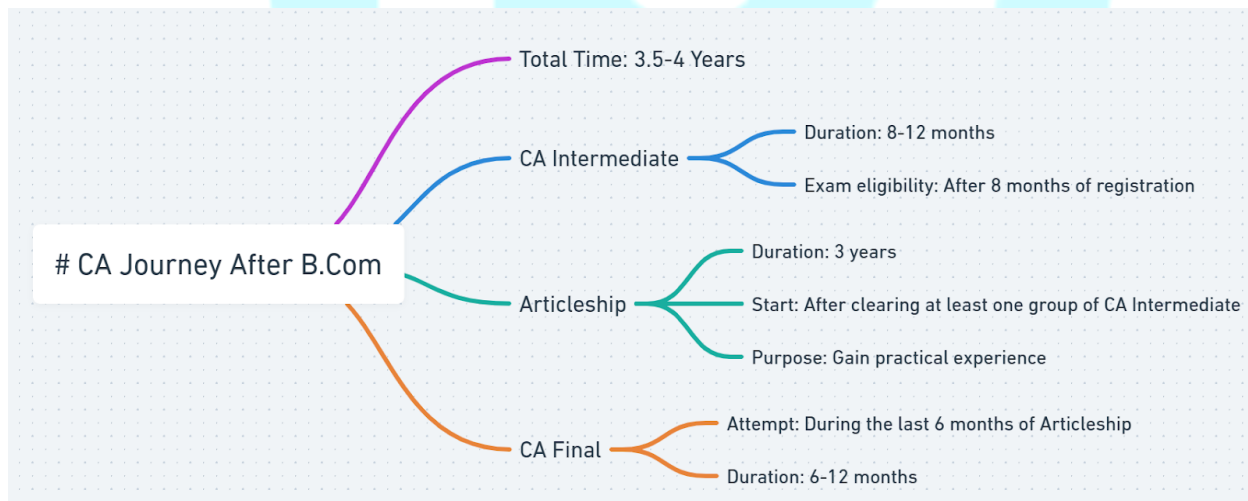 Total Time: 3.5-4 Years
Duration: 8-12 months
CA Intermediate
Exam eligibility: After 8 months of registration
# CA Journey After B.Com
Duration: 3 years
Articleship
Start: After clearing at least one group of CA Intermediate
Purpose: Gain practical experience
Attempt: During the last 6 months of Articleship
CA Final
Duration: 6-12 months